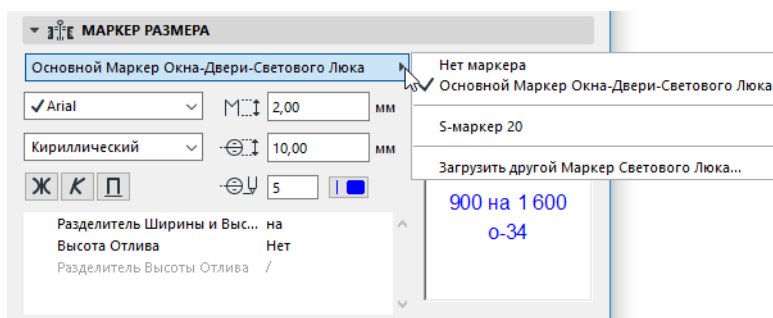 МАРКЕР РАЗМЕРА
Основной Маркер Окна-Двери-Светового Люка
Нет маркера
Основной Маркер Окна-Двери-Светового Люка
S-маркер 20
Загрузить другой Маркер Светового Люка...
Arial
2,00 мм
Кириллический
10,00 мм
Ж К П
5
Разделитель Ширины и Выс... на
Высота Отлива Нет
Разделитель Высоты Отлива /
900 на 1 600
о-34